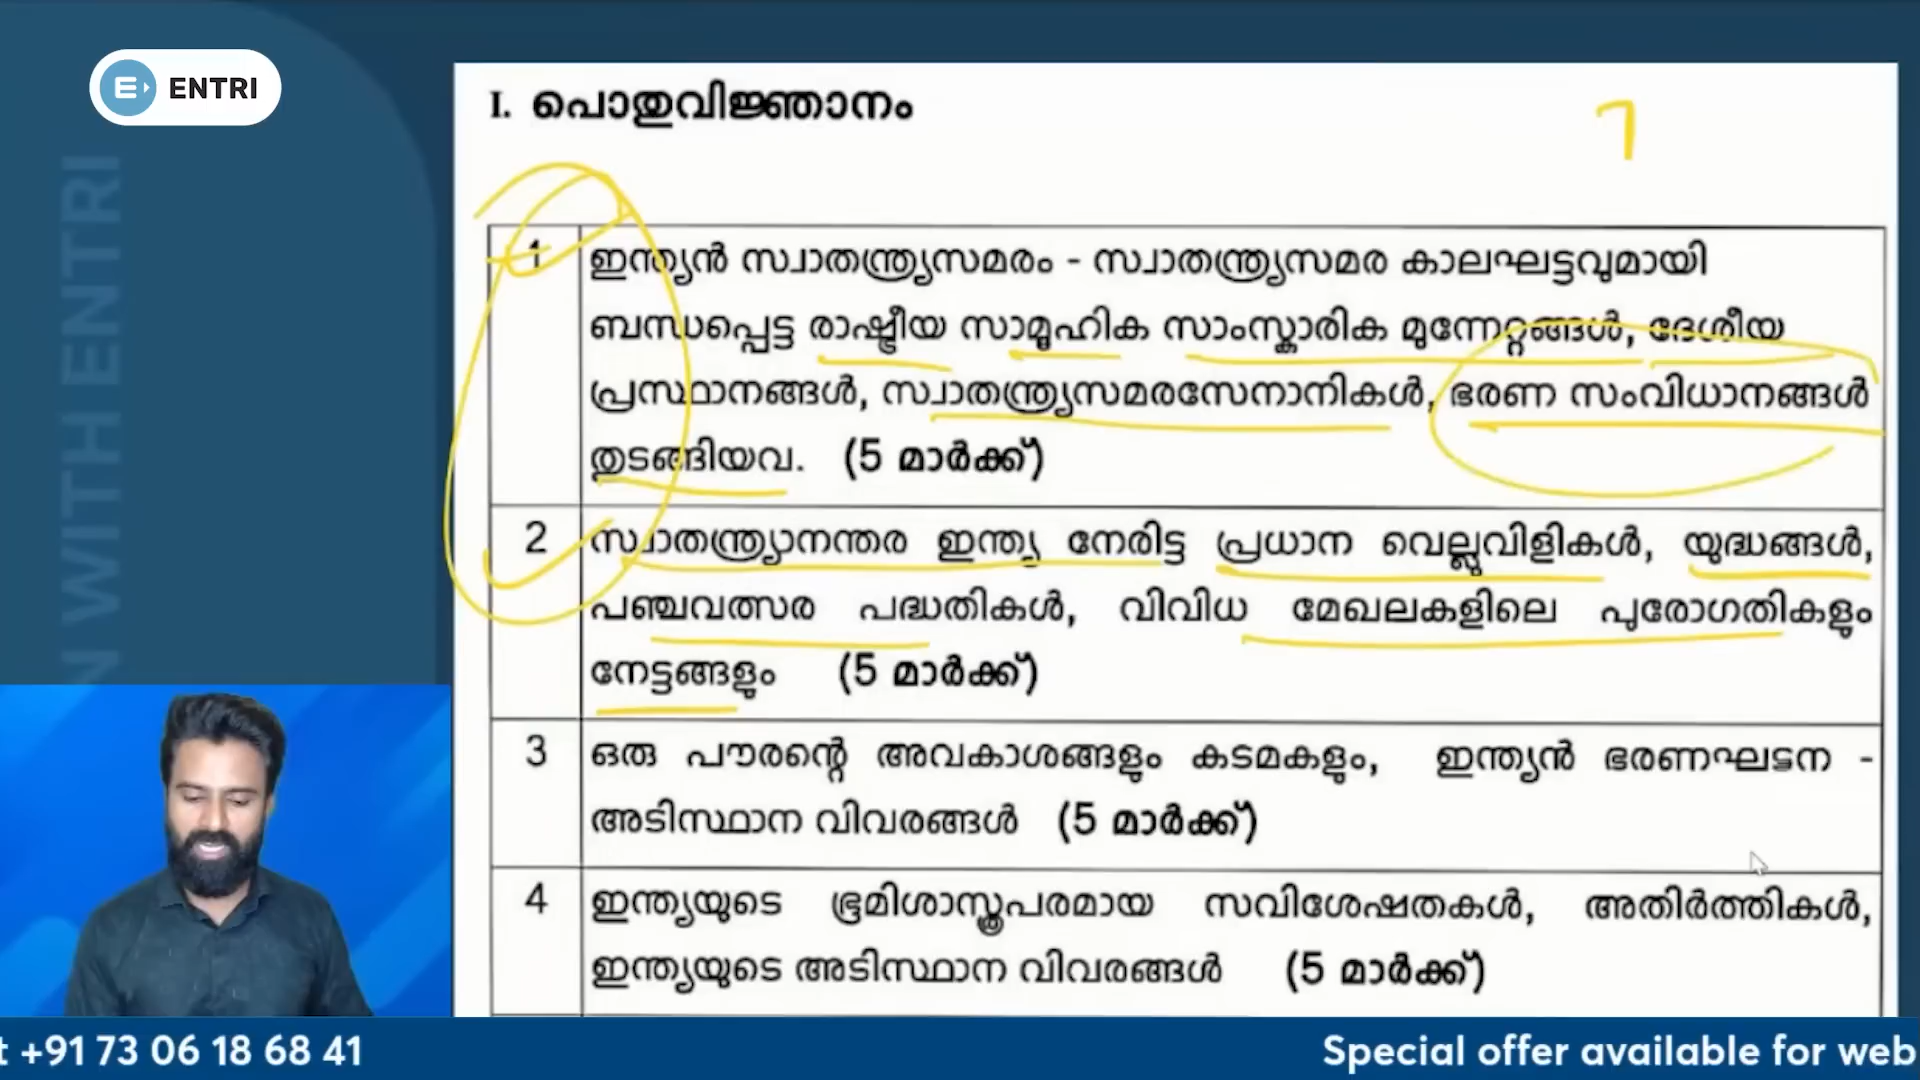 ENTRI
N WITH ENTRI
I. പൊതുവിജ്ഞാനം
1
ഇന്ത്യൻ സ്വാതന്ത്ര്യസമരം - സ്വാതന്ത്ര്യസമര കാലഘട്ടവുമായി
ബന്ധപ്പെട്ട രാഷ്ട്രീയ സാമൂഹിക സാംസ്കാരിക മുന്നേറ്റങ്ങൾ, ദേശീയ
പ്രസ്ഥാനങ്ങൾ, സ്വാതന്ത്ര്യസമരസേനാനികൾ, ഭരണ സംവിധാനങ്ങൾ
തുടങ്ങിയവ. (5 മാർക്ക്)
2
സ്വാതന്ത്ര്യാനന്തര ഇന്ത്യ നേരിട്ട പ്രധാന വെല്ലുവിളികൾ, യുദ്ധങ്ങൾ,
പഞ്ചവത്സര പദ്ധതികൾ, വിവിധ മേഖലകളിലെ പുരോഗതികളും
നേട്ടങ്ങളും (5 മാർക്ക്)
3
ഒരു പൗരന്റെ അവകാശങ്ങളും കടമകളും, ഇന്ത്യൻ ഭരണഘടന -
അടിസ്ഥാന വിവരങ്ങൾ (5 മാർക്ക്)
4
ഇന്ത്യയുടെ ഭൂമിശാസ്ത്രപരമായ സവിശേഷതകൾ, അതിർത്തികൾ,
ഇന്ത്യയുടെ അടിസ്ഥാന വിവരങ്ങൾ (5 മാർക്ക്)
t +91 73 06 18 68 41
Special offer available for web